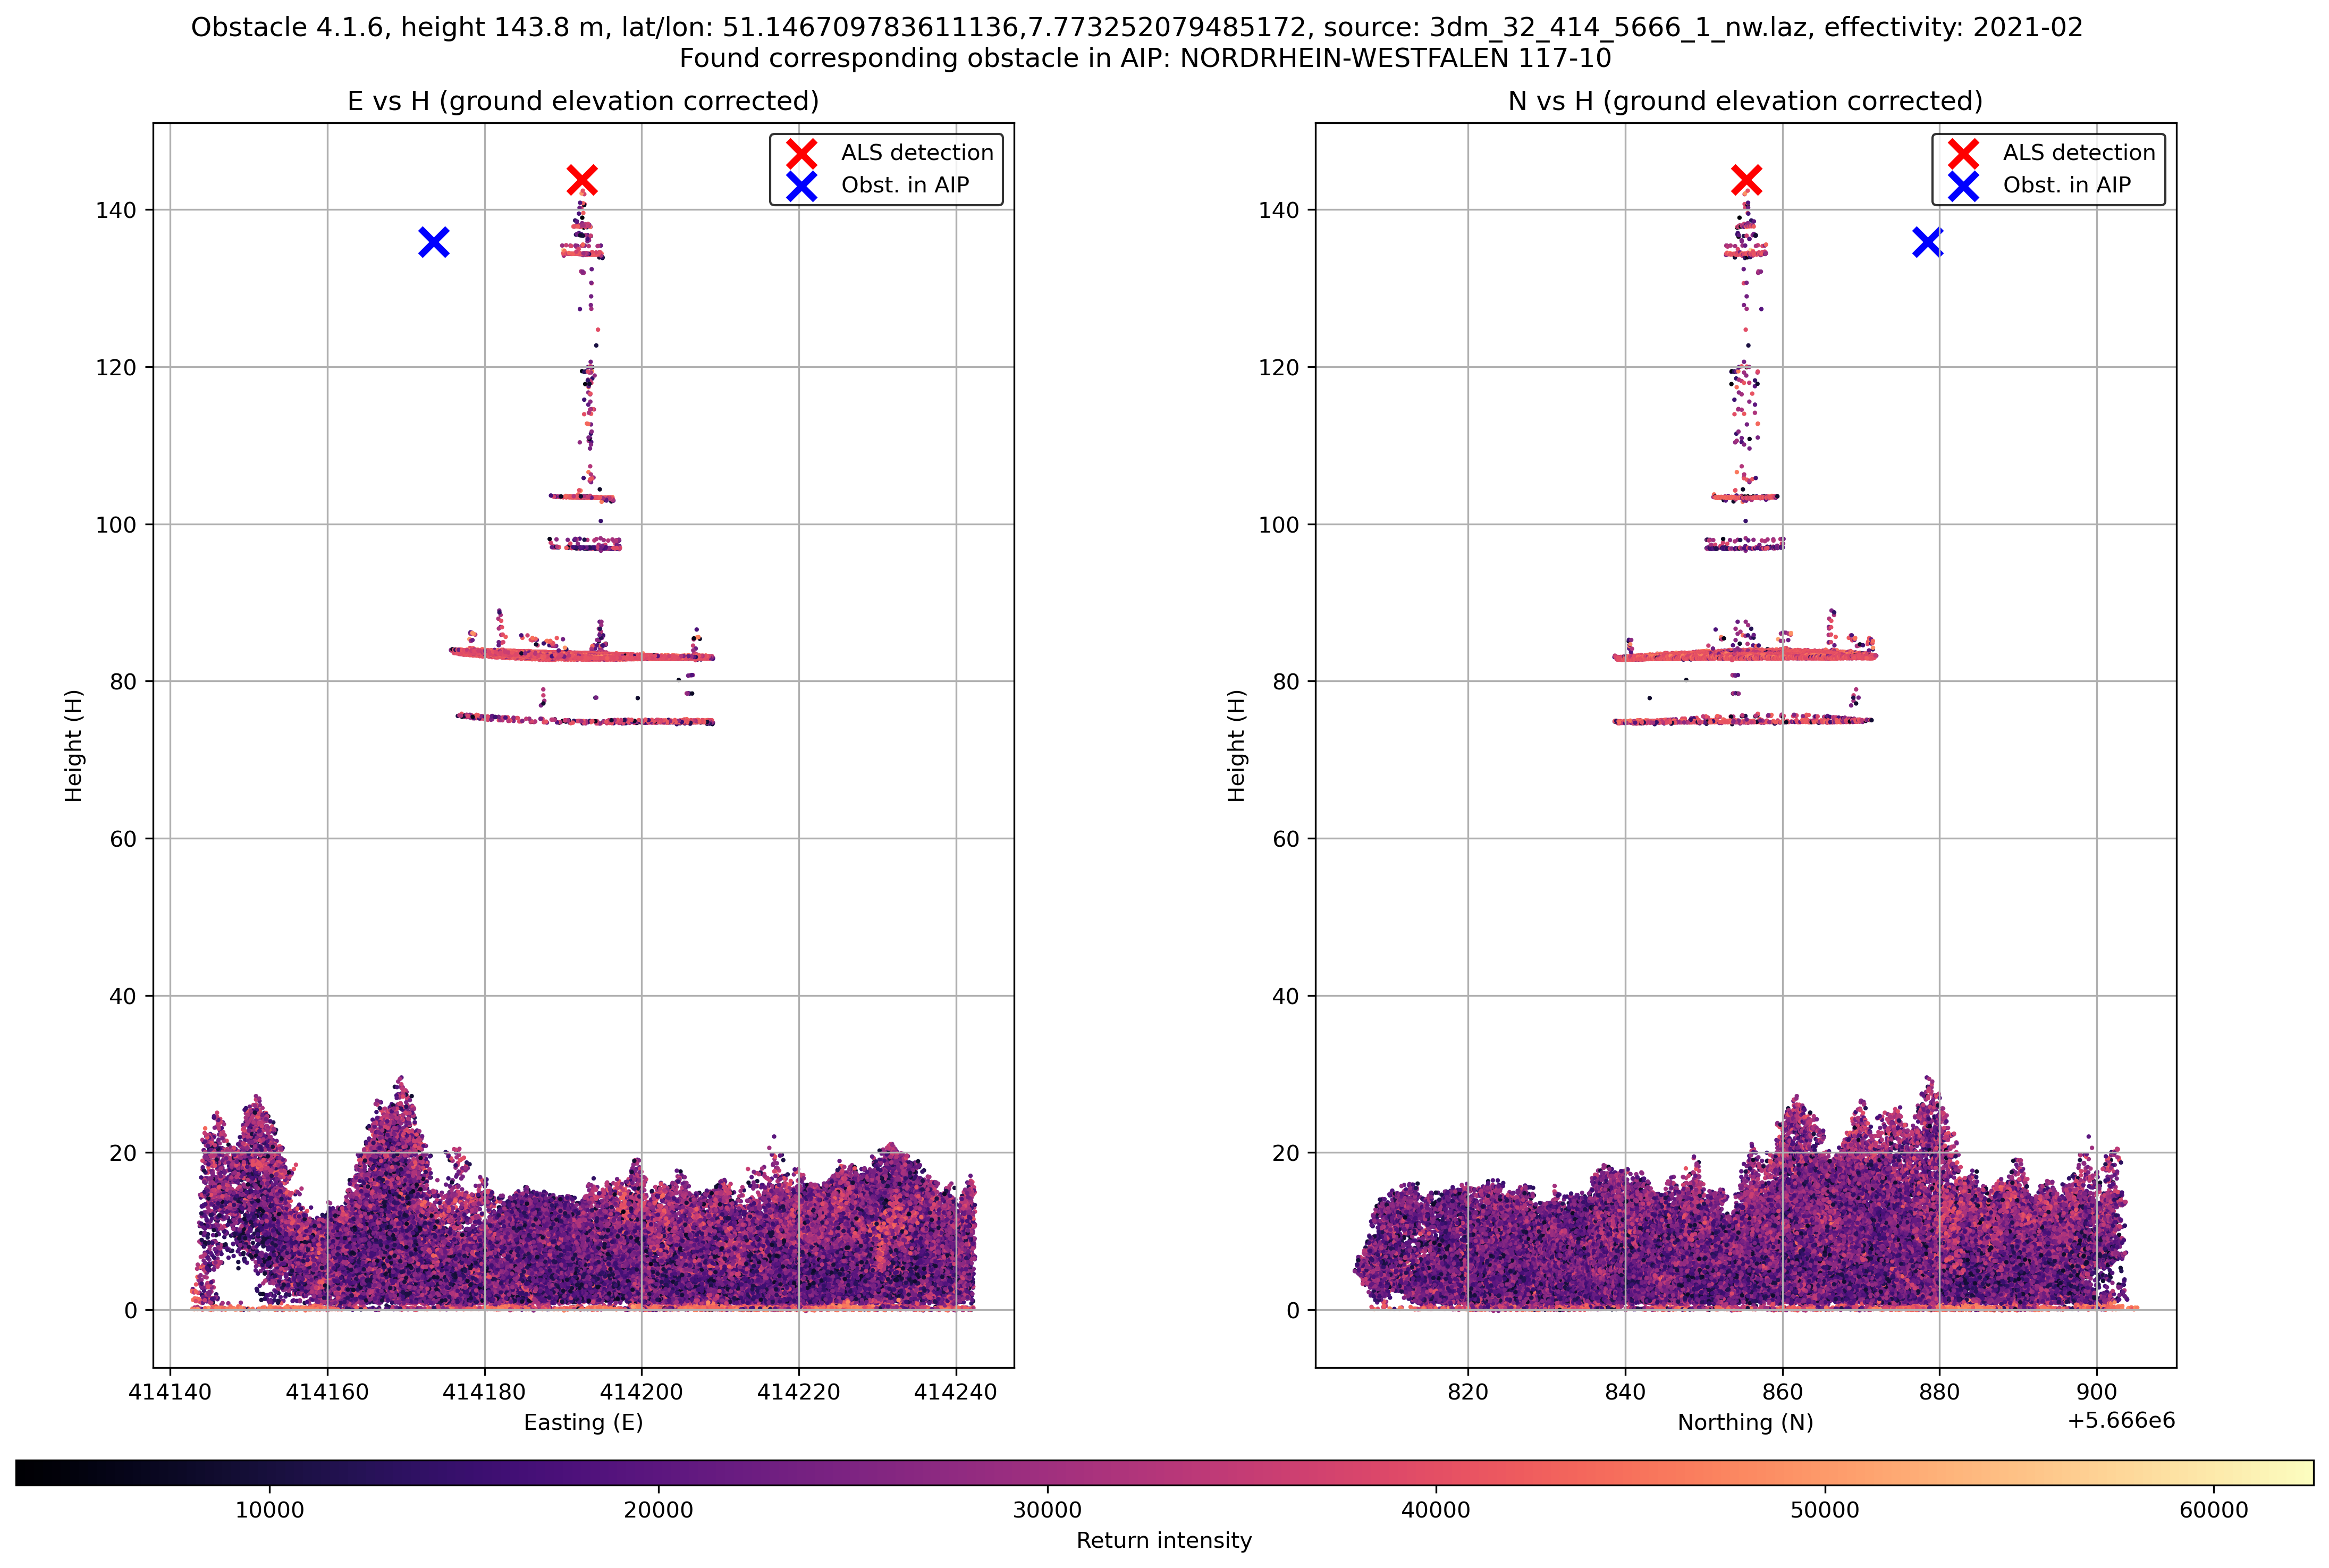 Obstacle 4.1.6, height 143.8 m, lat/lon: 51.146709783611136,7.773252079485172, source: 3dm_32_414_5666_1_nw.laz, effectivity: 2021-02
Found corresponding obstacle in AIP: NORDRHEIN-WESTFALEN 117-10
E vs H (ground elevation corrected)
ALS detection
Obst. in AIP
140
120
100
80
60
40
20
0
Height (H)
414140 414160 414180 414200 414220 414240
Easting (E)
N vs H (ground elevation corrected)
ALS detection
Obst. in AIP
140
120
100
80
60
40
20
0
Height (H)
820 840 860 880 900
Northing (N)
+5.666e6
10000 20000 30000 40000 50000 60000
Return intensity